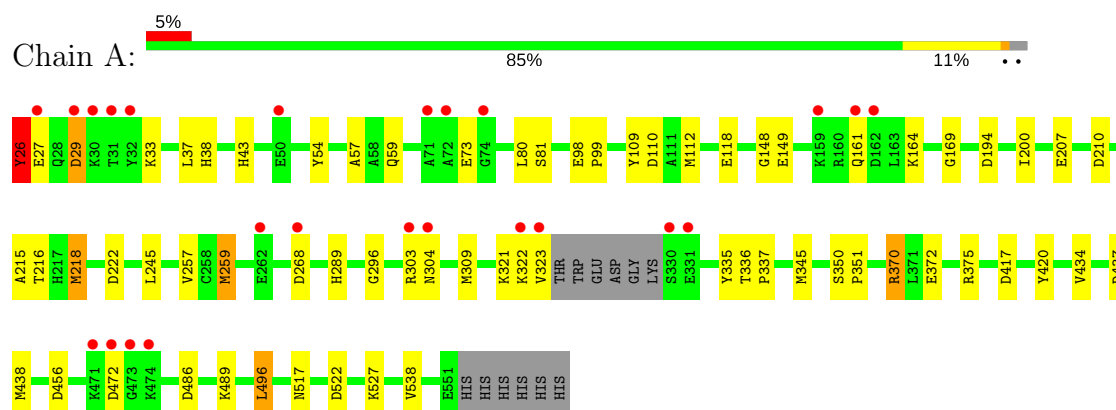 5%
Chain A:
85% 11% • •
Y26 E27 Q28 D29 K30 T31 Y32 K33 L37 H38 H43 E50 Y54 A57 A58 Q59 A71 A72 E73 G74 L80 S81 E98 P99 Y109 D110 A111 M112 E118 G148 E149 K159 R160 Q161 D162 L163 K164 G169 D194 I200 E207 D210
A215 T216 H217 M218 D222 L245 V257 C258 M259 E262 D268 H289 G296 R303 N304 M309 K321 K322 V323 THR TRP GLU ASP GLY LYS S330 E331 Y335 T336 P337 M345 S350 P351 R370 L371 E372 R375 D417 Y420 V434
M438 D456 K471 D472 G473 K474 D486 K489 L496 N517 D522 K527 V538 E551 HIS HIS HIS HIS HIS HIS